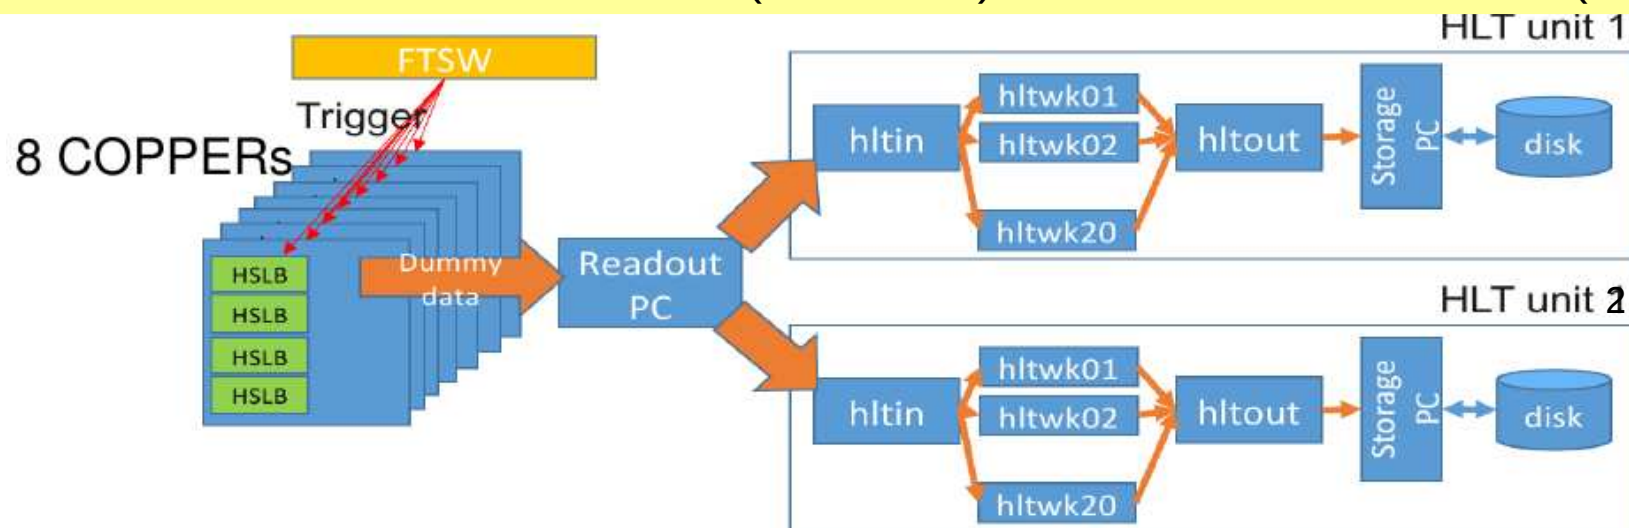 HLT unit 1
FTSW
Trigger
8 COPPERs
HSLB
HSLB
HSLB
HSLB
Dummy
data
Readout
PC
hltin
hltwk01
hltwk02
hltwk20
hltout
Storage
PC
disk
HLT unit 2
hltin
hltwk01
hltwk02
hltwk20
hltout
Storage
PC
disk